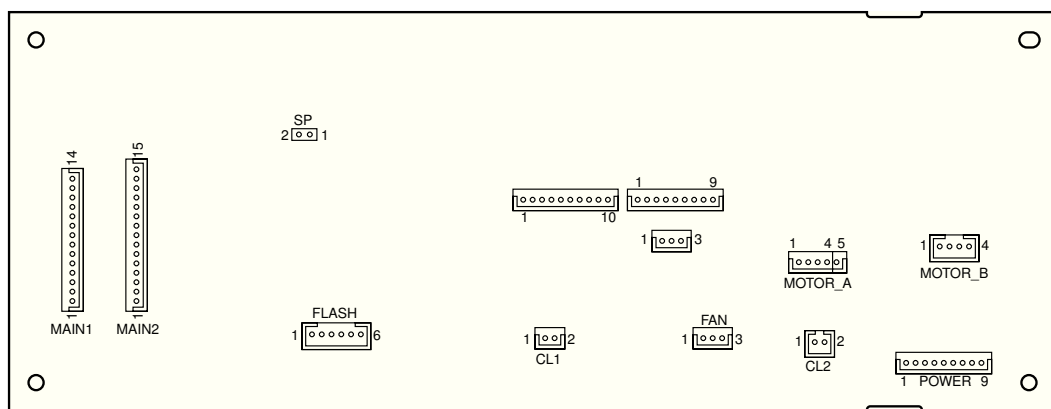 SP
2 1
14
15
1 9
1 10
1 3
1 4 5
MOTOR_A
1 4
MOTOR_B
1
MAIN1
1
MAIN2
FLASH
1 6
1 2
CL1
FAN
1 3
1 2
CL2
1 POWER 9